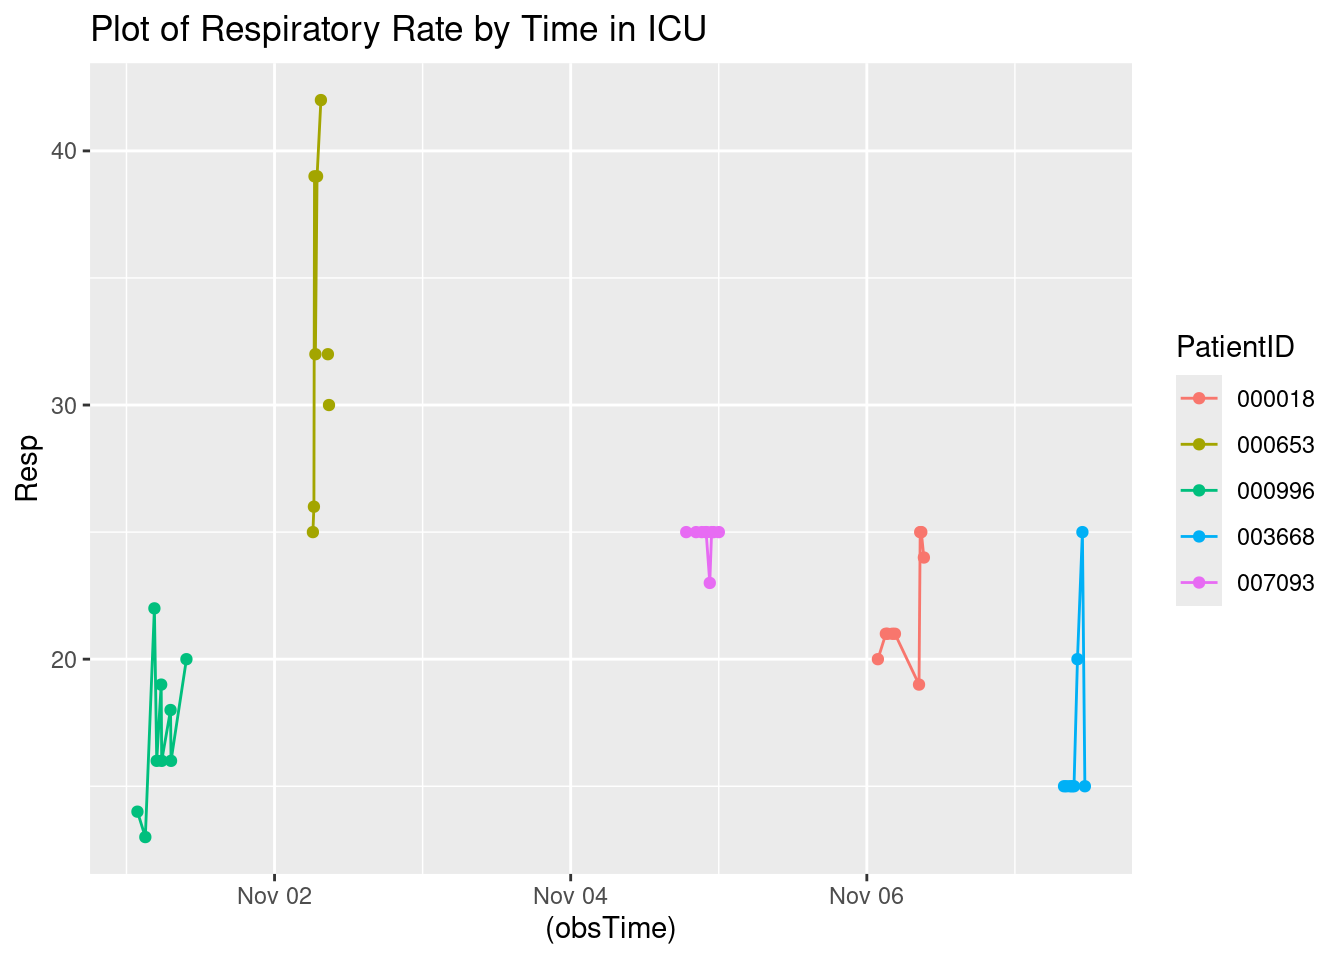 Plot of Respiratory Rate by Time in ICU
40
30
20
Resp
Nov 02
Nov 04
Nov 06
(obsTime)
PatientID
000018
000653
000996
003668
007093